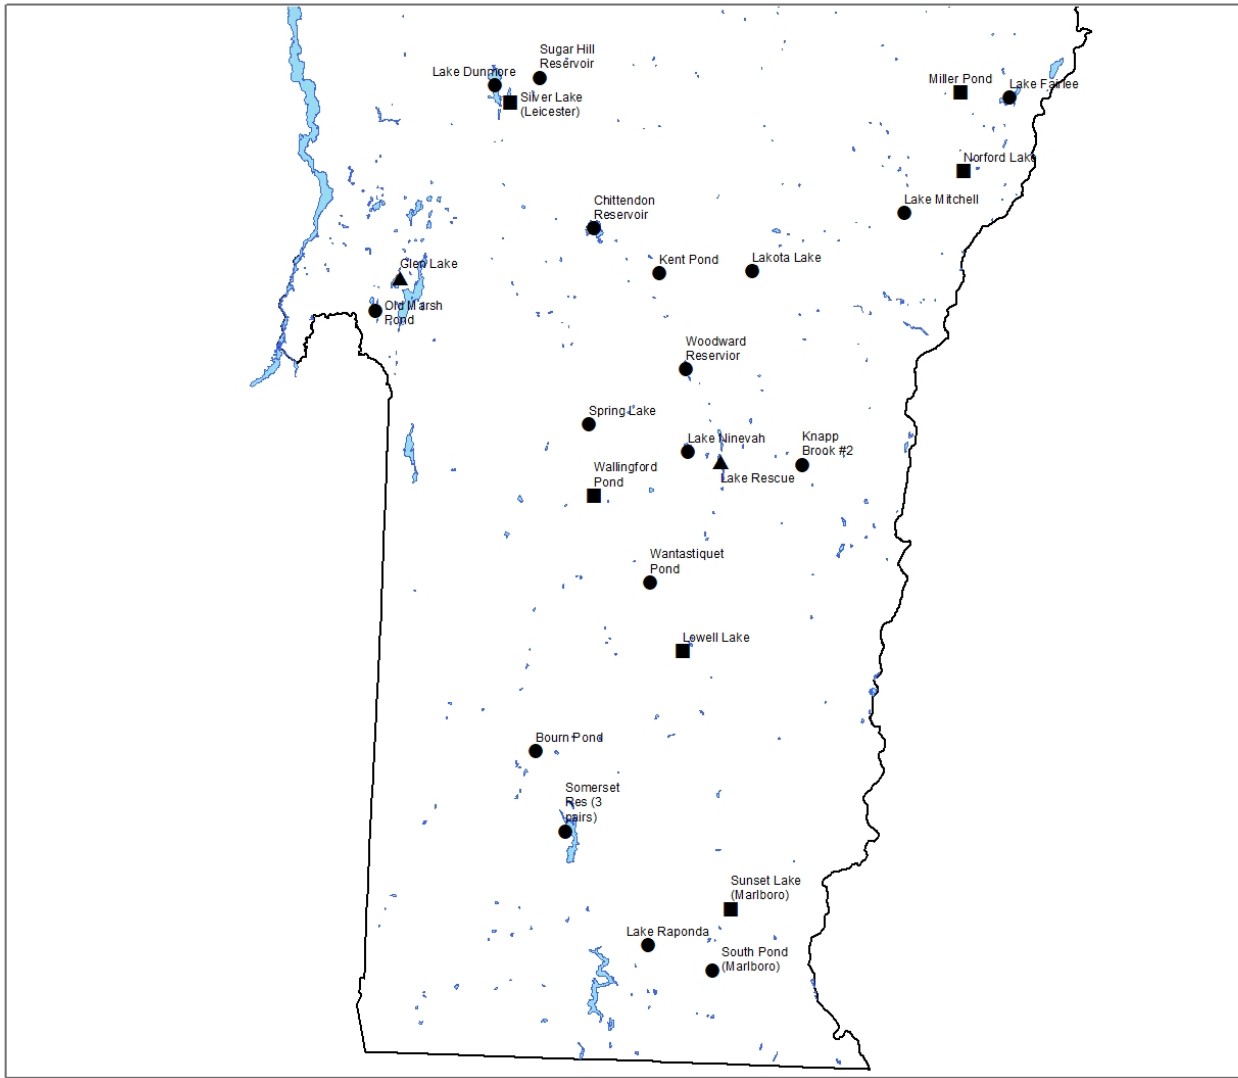 Sugar Hill
Reservoir
Lake Dunmore
Silver Lake
(Leicester)
Miller Pond
Lake Fairlee
Norford Lake
Lake Mitchell
Chittendon
Reservoir
Kent Pond
Lakota Lake
Glen Lake
Old Marsh
Pond
Woodward
Reservior
Spring Lake
Lake Ninevah
Knapp
Brook #2
Lake Rescue
Wallingford
Pond
Wantastiquet
Pond
Lowell Lake
Bourn Pond
Somerset
Res (3
pairs)
Sunset Lake
(Marlboro)
Lake Raponda
South Pond
(Marlboro)